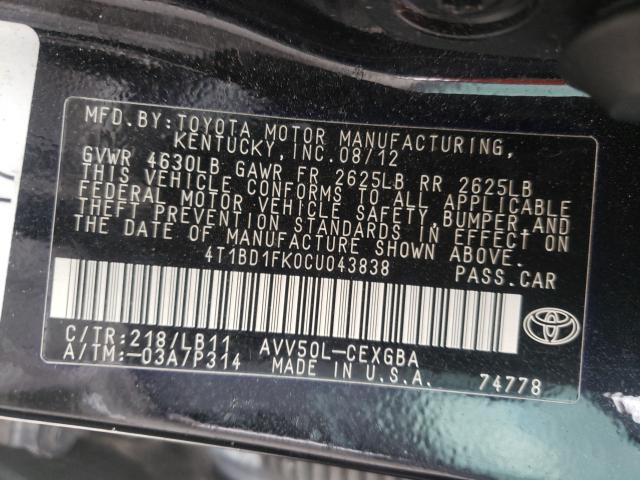 MFD.BY:TOYOTA MOTOR MANUFACTURING,
KENTUCKY, INC.08/12
GVWR 4630LB GAWR FR 2625LB RR 2625LB
THIS VEHICLE CONFORMS TO ALL APPLICABLE
FEDERAL MOTOR VEHICLE SAFETY, BUMPER,AND
THEFT PREVENTION STANDARDS IN EFFECT ON
THE DATE OF MANUFACTURE SHOWN ABOVE.
4T1BD1FK0CU043838 PASS.CAR
C/TR:218/LB11 AVV50L-CEXGBA
A/TM:-03A/P314 MADE IN U.S.A. 74778